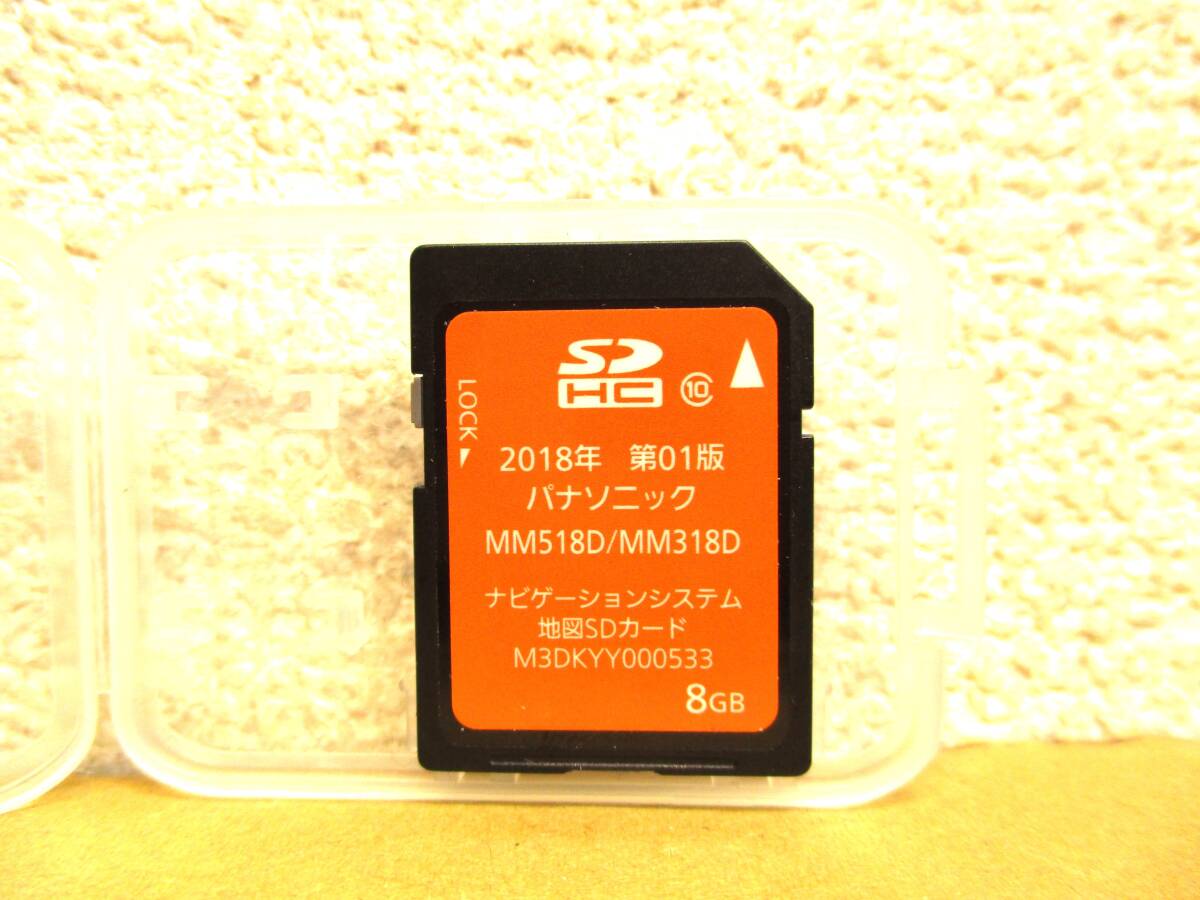 SD
HC 10
LOCK
2018年 第01版
パナソニック
MM518D/MM318D
ナビゲーションシステム
地図SDカード
M3DKYY000533
8GB